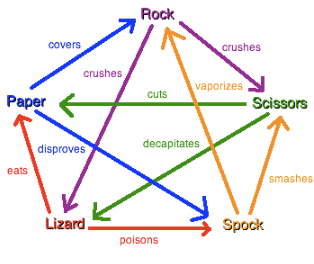 Rock
covers
crushes
crushes
vaporizes
Paper
cuts
Scissors
disproves
decapitates
eats
smashes
Lizard
poisons
Spock